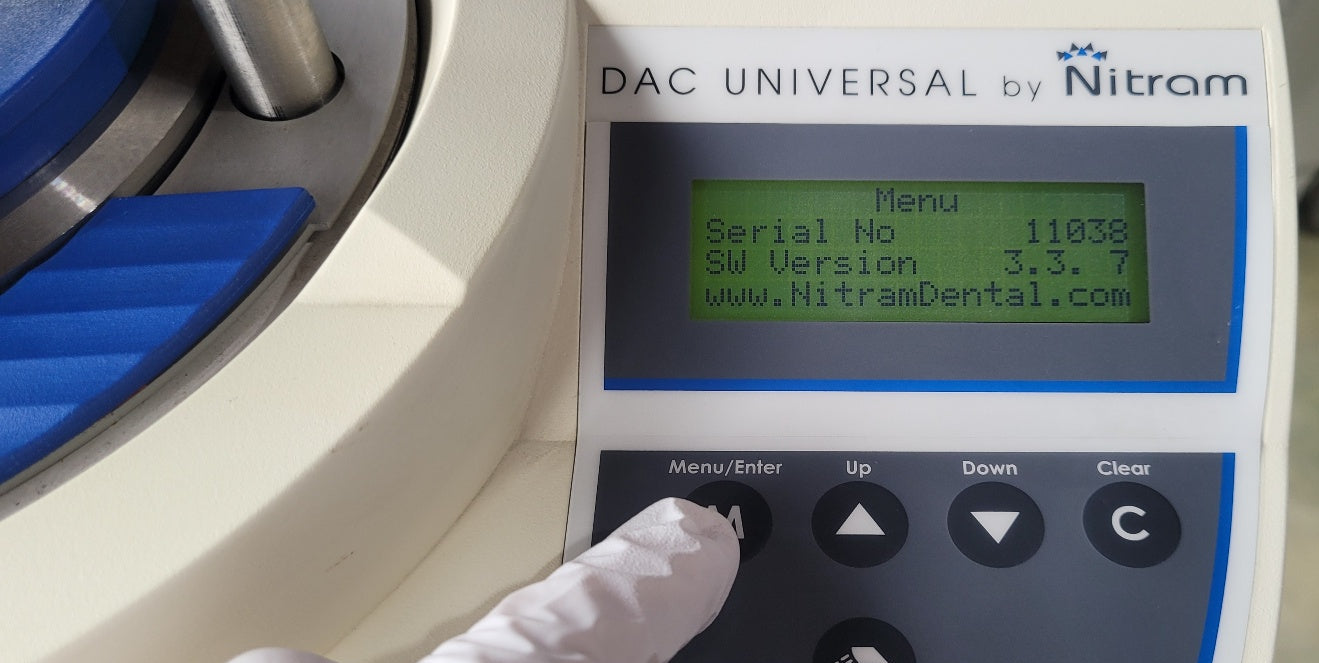 DAC UNIVERSAL by Nitram
Menu
Serial No 11038
SW Version 3.3. 7
www.NitramDental.com
Menu/Enter Up Down Clear
M C